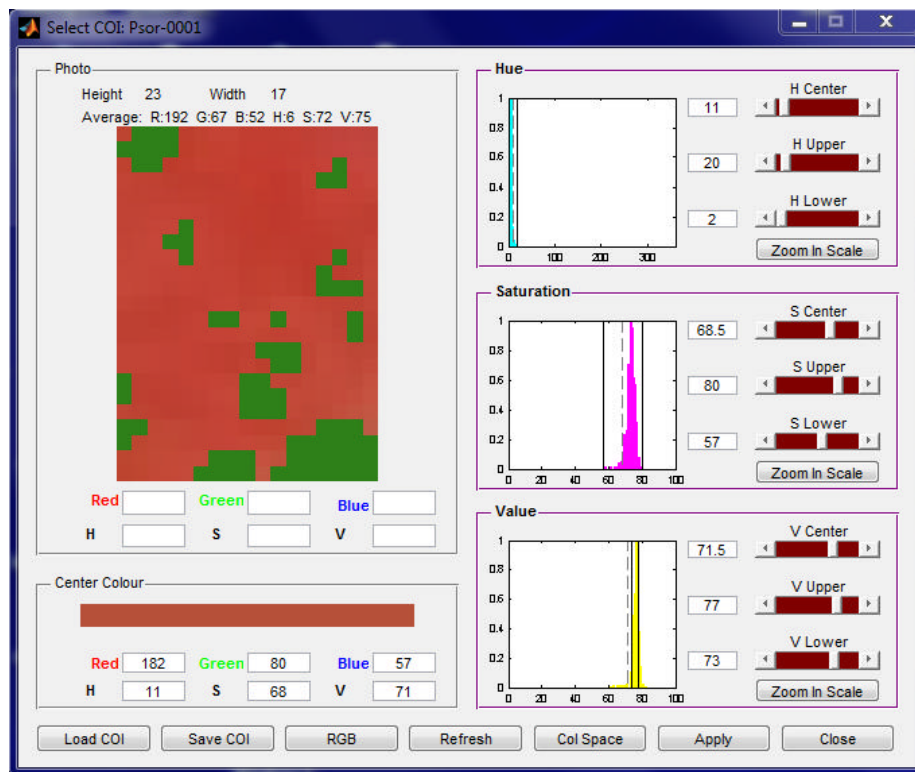 Select COI: Psor-0001
Photo
Height 23 Width 17
Average: R:192 G:67 B:52 H:6 S:72 V:75
Red Green Blue
H S V
Center Colour
Red 182 Green 80 Blue 57
H 11 S 68 V 71
Hue
1
0.8
0.6
0.4
0.2
0
0 100 200 300
H Center
11
H Upper
20
H Lower
2
Zoom In Scale
Saturation
1
0.8
0.6
0.4
0.2
0
0 20 40 60 80 100
S Center
68.5
S Upper
80
S Lower
57
Zoom In Scale
Value
1
0.8
0.6
0.4
0.2
0
0 20 40 60 80 100
V Center
71.5
V Upper
77
V Lower
73
Zoom In Scale
Load COI Save COI RGB Refresh Col Space Apply Close